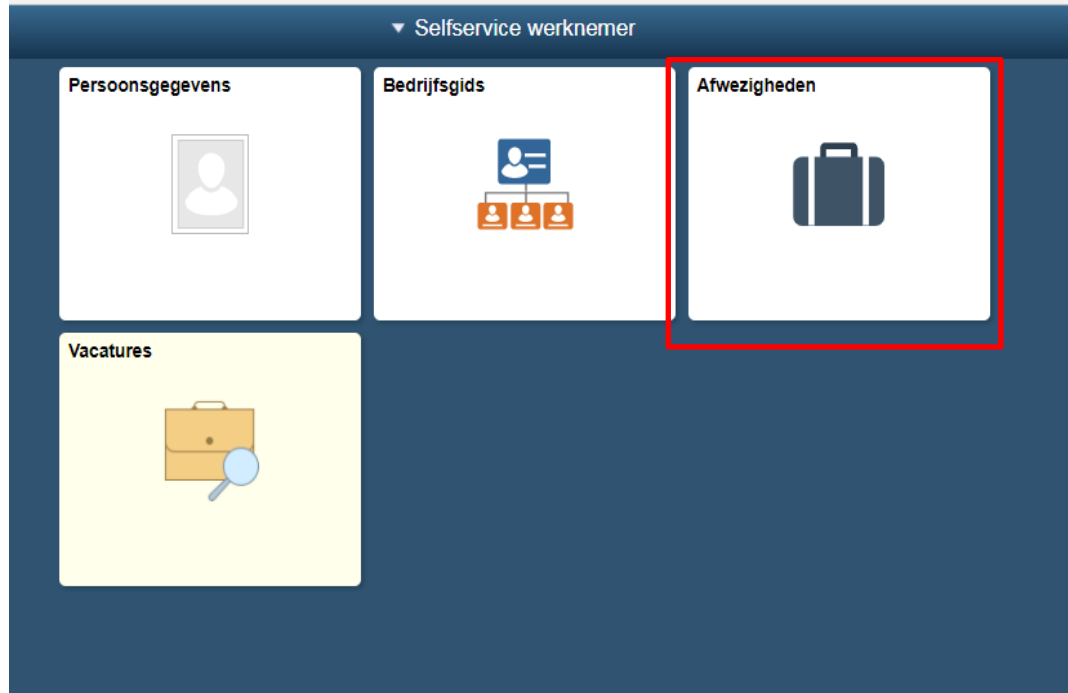 Selfservice werknemer
Persoonsgegevens
Bedrijfsgids
Afwezigheden
Vacatures